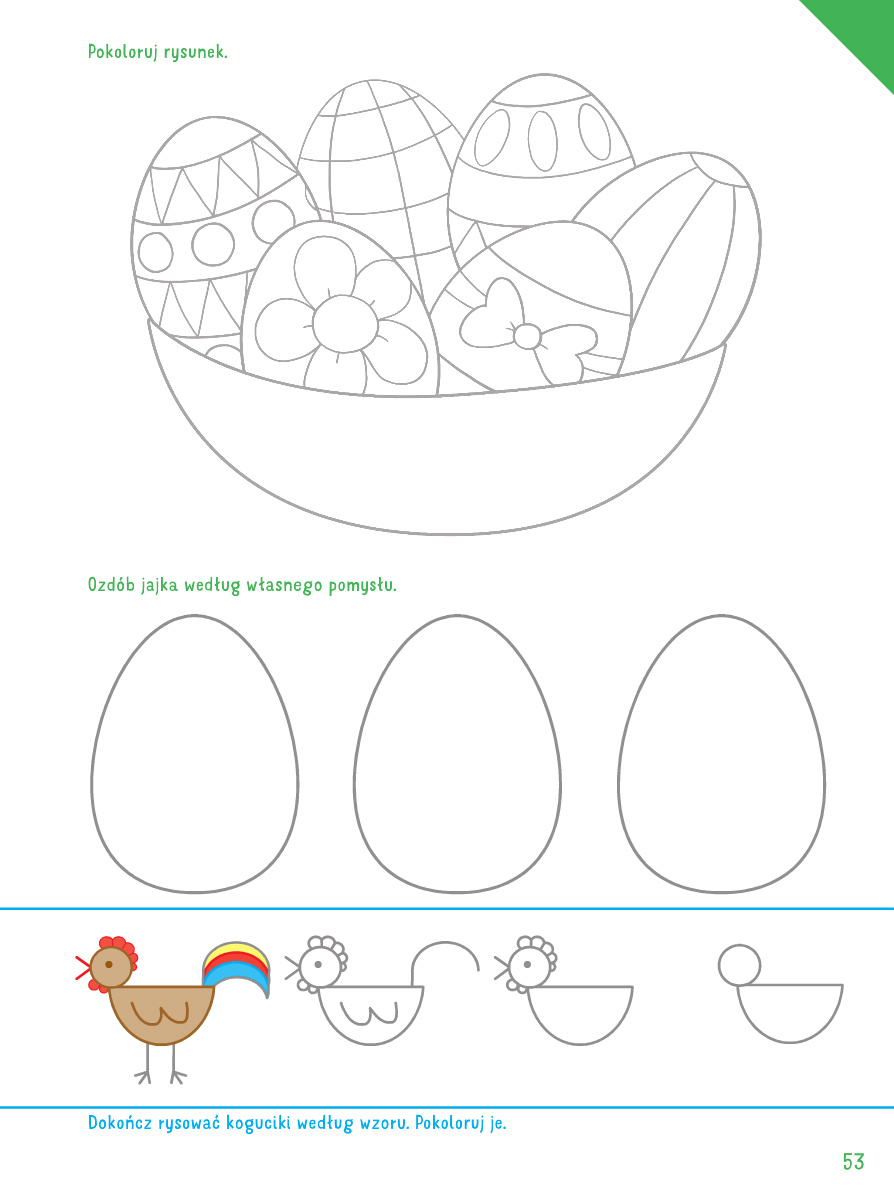 Pokoloruj rysunek.
Ozdób jajka według własnego pomysłu.
Dokończ rysować koguciki według wzoru. Pokoloruj je.
53